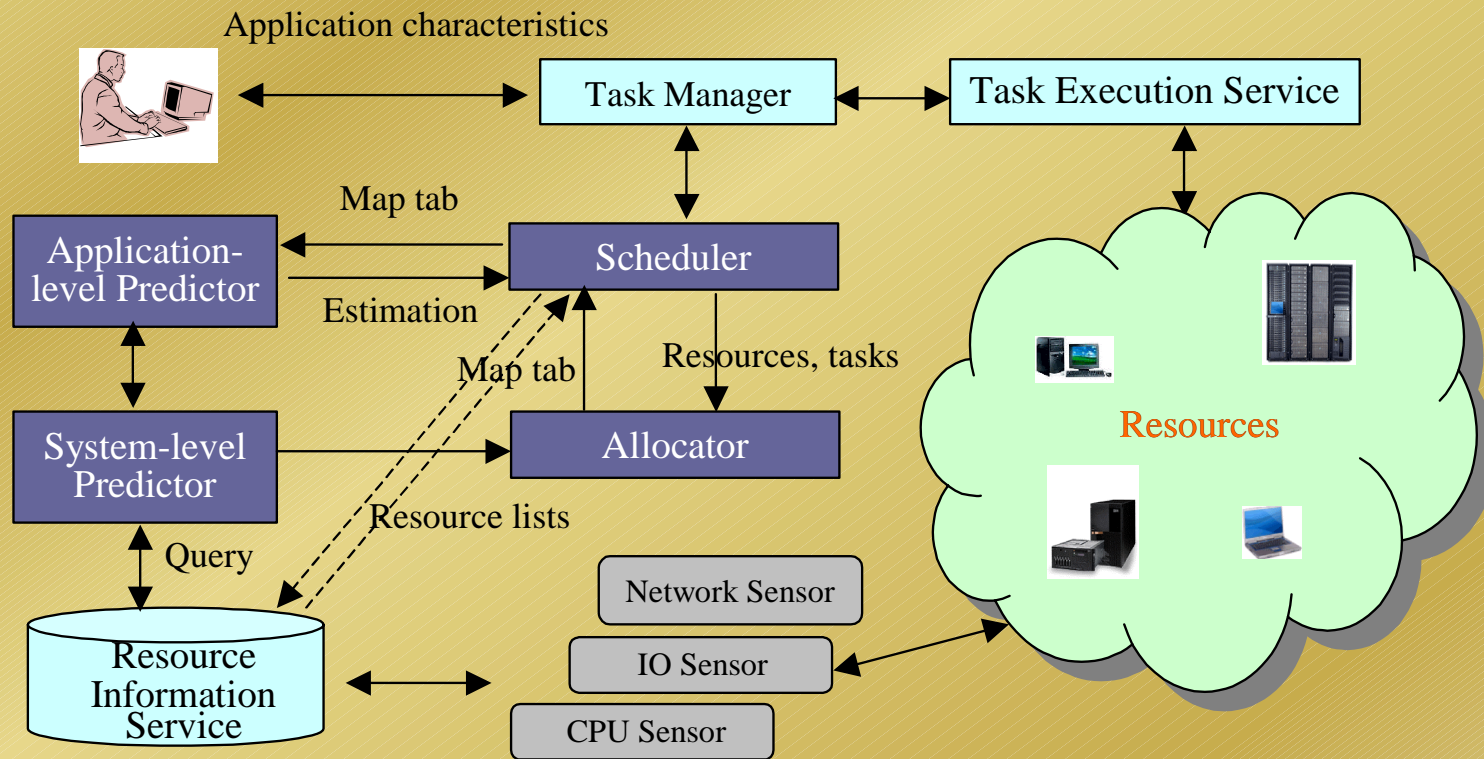 Application characteristics
Task Manager
Task Execution Service
Map tab
Application-
level Predictor
Scheduler
Estimation
Map tab
Resources, tasks
Resources
System-level
Predictor
Allocator
Resource lists
Query
Network Sensor
Resource
Information
Service
IO Sensor
CPU Sensor